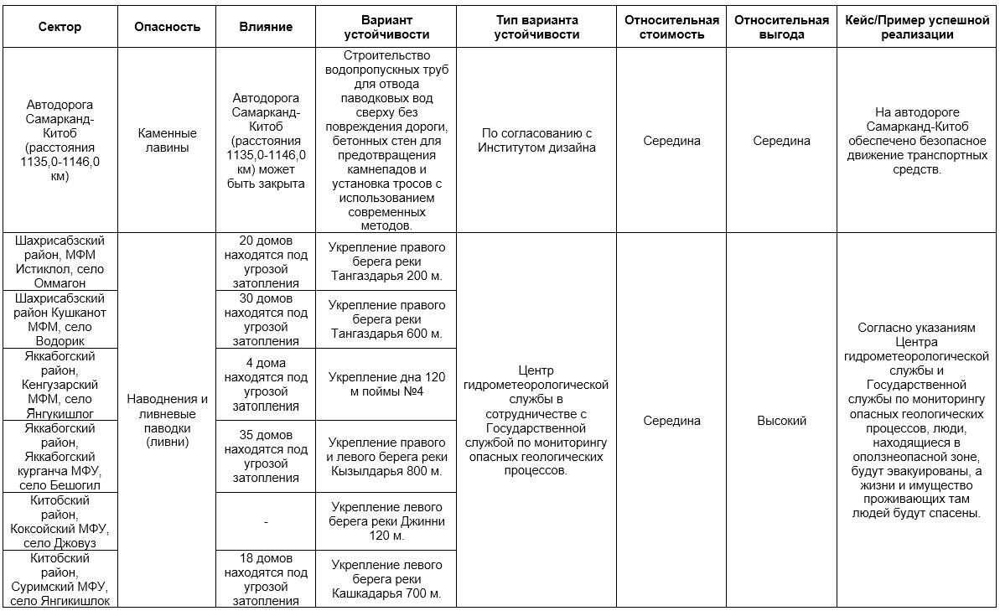 Сектор
Опасность
Влияние
Вариант
устойчивости
Тип варианта
устойчивости
Относительная
стоимость
Относительная
выгода
Кейс/Пример успешной
реализации
Автодорога
Самарканд-
Китоб
(расстояния
1135,0-1146,0
км)
Каменные
лавины
Автодорога
Самарканд-
Китоб
(расстояния
1135,0-1146,0
км) может
быть закрыта
Строительство
водопропускных труб
для отвода
паводковых вод
сверху без
повреждения дороги,
бетонных стен для
предотвращения
камнепадов и
установка тросов с
использованием
современных
методов.
По согласованию с
Институтом дизайна
Середина
Середина
На автодороге
Самарканд-Китоб
обеспечено безопасное
движение транспортных
средств.
Шахрисабзский
район, МФМ
Истиклол, село
Оммагон
Наводнения и
ливневые
паводки
(ливни)
20 домов
находятся под
угрозой
затопления
Укрепление правого
берега реки
Тангаздарья 200 м.
Центр
гидрометеорологической
службы в
сотрудничестве с
Государственной
службой по мониторингу
опасных геологических
процессов.
Середина
Высокий
Согласно указаниям
Центра
гидрометеорологической
службы и
Государственной
службы по мониторингу
опасных геологических
процессов, люди,
находящиеся в
оползнеопасной зоне,
будут эвакуированы, а
жизни и имущество
проживающих там
людей будут спасены.
Шахрисабзский
район Кушканот
МФМ, село
Водорик
30 домов
находятся под
угрозой
затопления
Укрепление правого
берега реки
Тангаздарья 600 м.
Яккабогский
район,
Кенгузарский
МФМ, село
Янгукишлог
4 дома
находятся под
угрозой
затопления
Укрепление дна 120
м поймы №4
Яккабогский
район,
Яккабогский
курганча МФУ,
село Бешогил
35 домов
находятся под
угрозой
затопления
Укрепление правого
и левого берега реки
Кызылдарья 800 м.
Китобский
район,
Коксойский МФУ,
село Джовуз
-
Укрепление левого
берега реки Джинни
120 м.
Китобский
район,
Суримский МФУ,
село Янгикишлок
18 домов
находятся под
угрозой
затопления
Укрепление левого
берега реки
Кашкадарья 700 м.